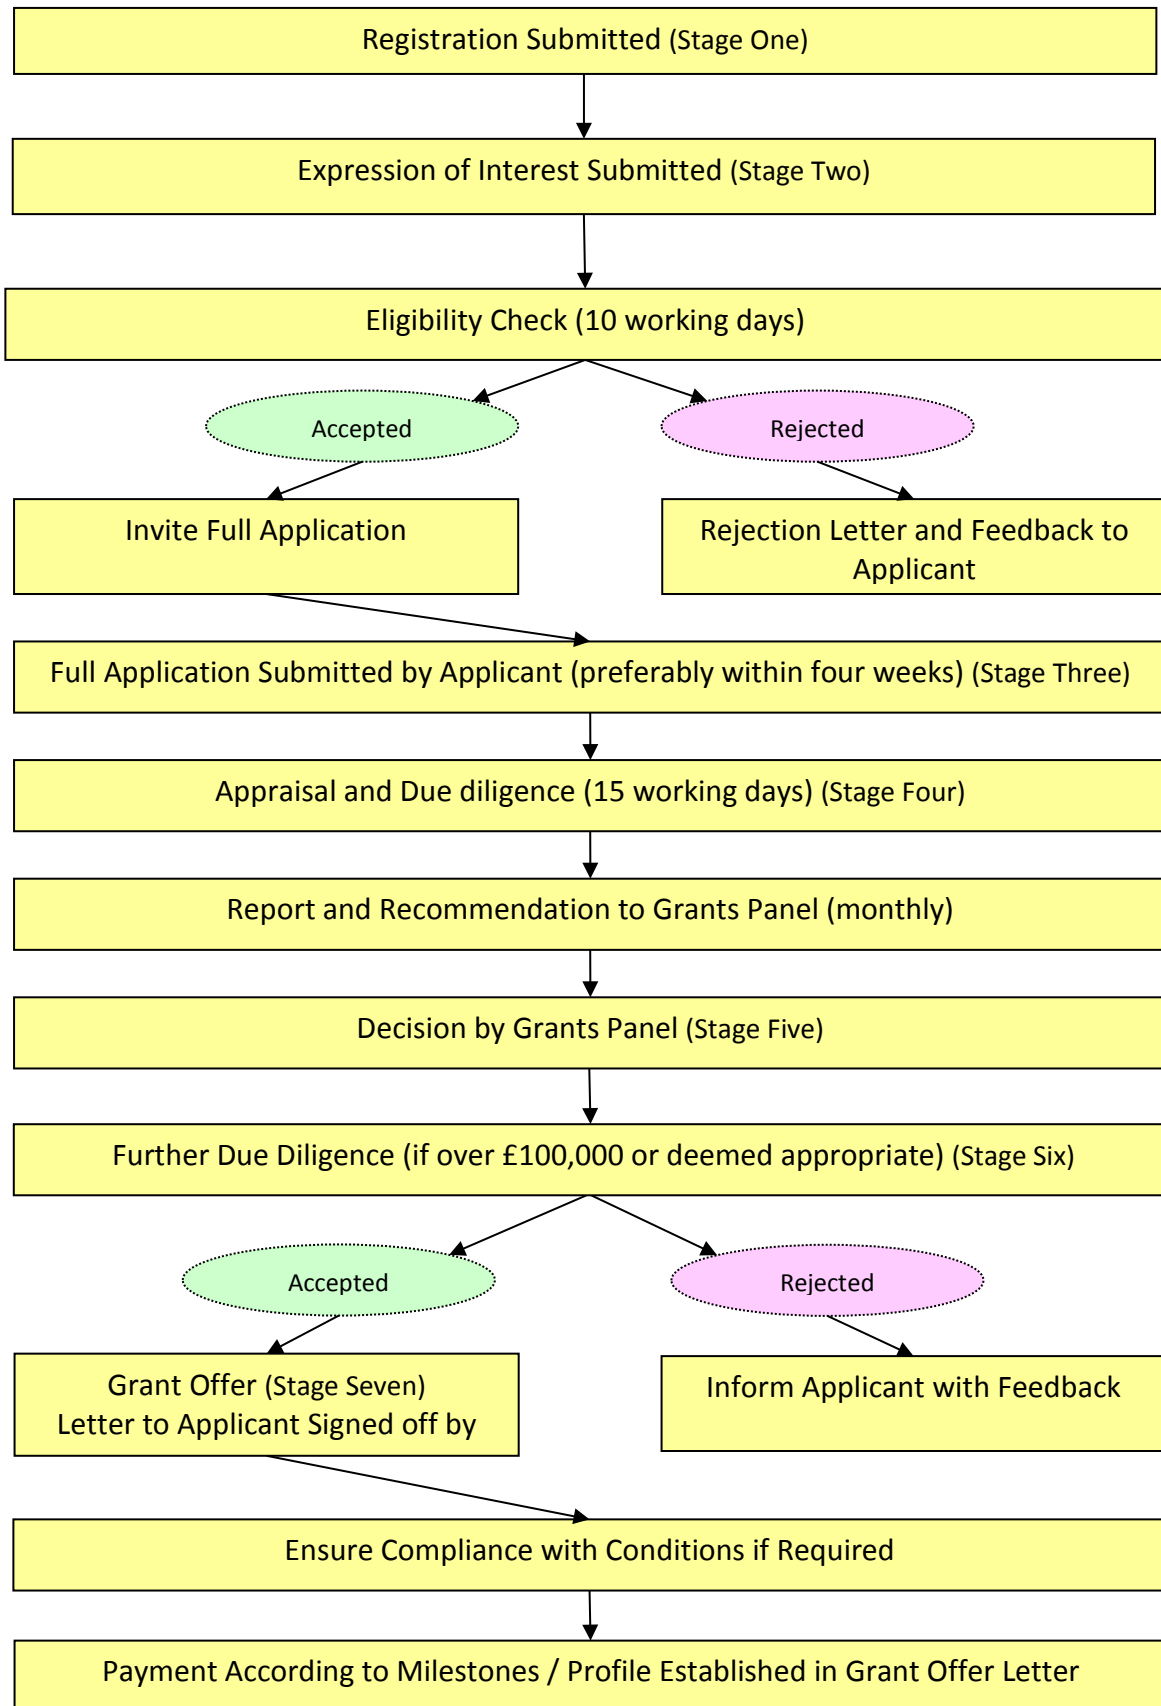 Registration Submitted (Stage One)
Expression of Interest Submitted (Stage Two)
Eligibility Check (10 working days)
Accepted
Rejected
Invite Full Application
Rejection Letter and Feedback to
Applicant
Full Application Submitted by Applicant (preferably within four weeks) (Stage Three)
Appraisal and Due diligence (15 working days) (Stage Four)
Report and Recommendation to Grants Panel (monthly)
Decision by Grants Panel (Stage Five)
Further Due Diligence (if over £100,000 or deemed appropriate) (Stage Six)
Accepted
Rejected
Grant Offer (Stage Seven)
Letter to Applicant Signed off by
Inform Applicant with Feedback
Ensure Compliance with Conditions if Required
Payment According to Milestones / Profile Established in Grant Offer Letter